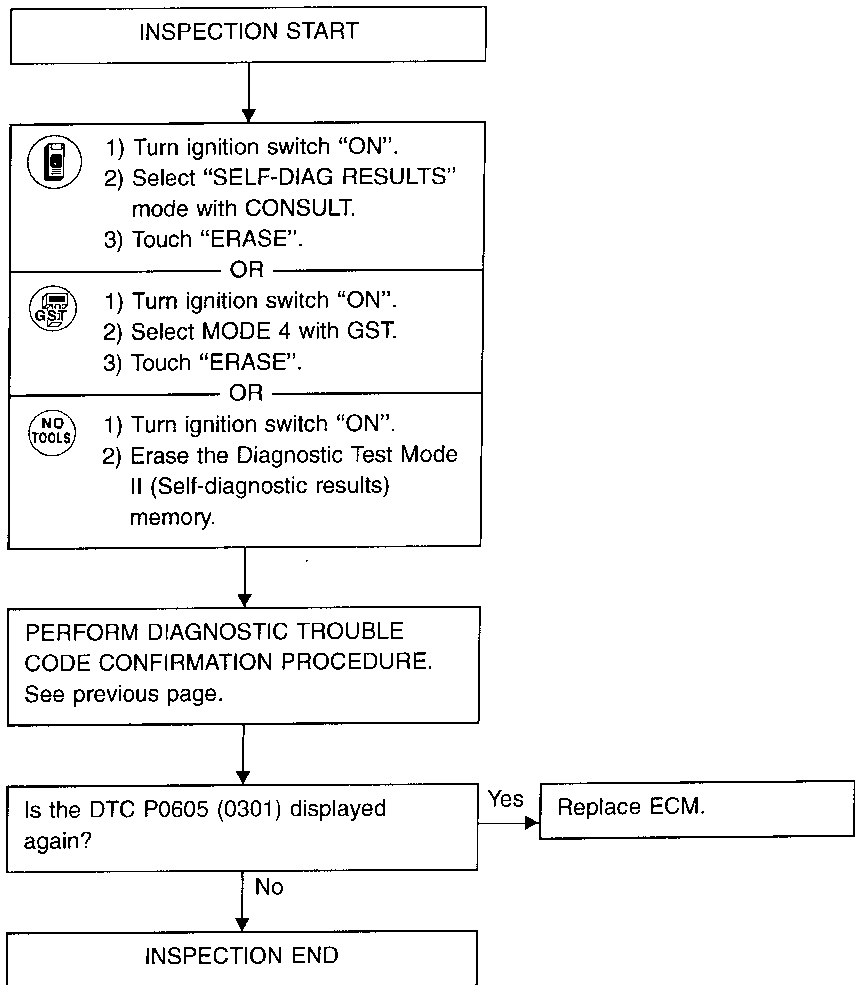 INSPECTION START
1) Turn ignition switch “ON”.
2) Select “SELF-DIAG RESULTS”
mode with CONSULT.
3) Touch “ERASE”.
OR
GST
1) Turn ignition switch “ON”.
2) Select MODE 4 with GST.
3) Touch “ERASE”.
OR
NO
TOOLS
1) Turn ignition switch “ON”.
2) Erase the Diagnostic Test Mode
II (Self-diagnostic results)
memory.
PERFORM DIAGNOSTIC TROUBLE
CODE CONFIRMATION PROCEDURE.
See previous page.
Is the DTC P0605 (0301) displayed
again?
Yes
Replace ECM.
No
INSPECTION END